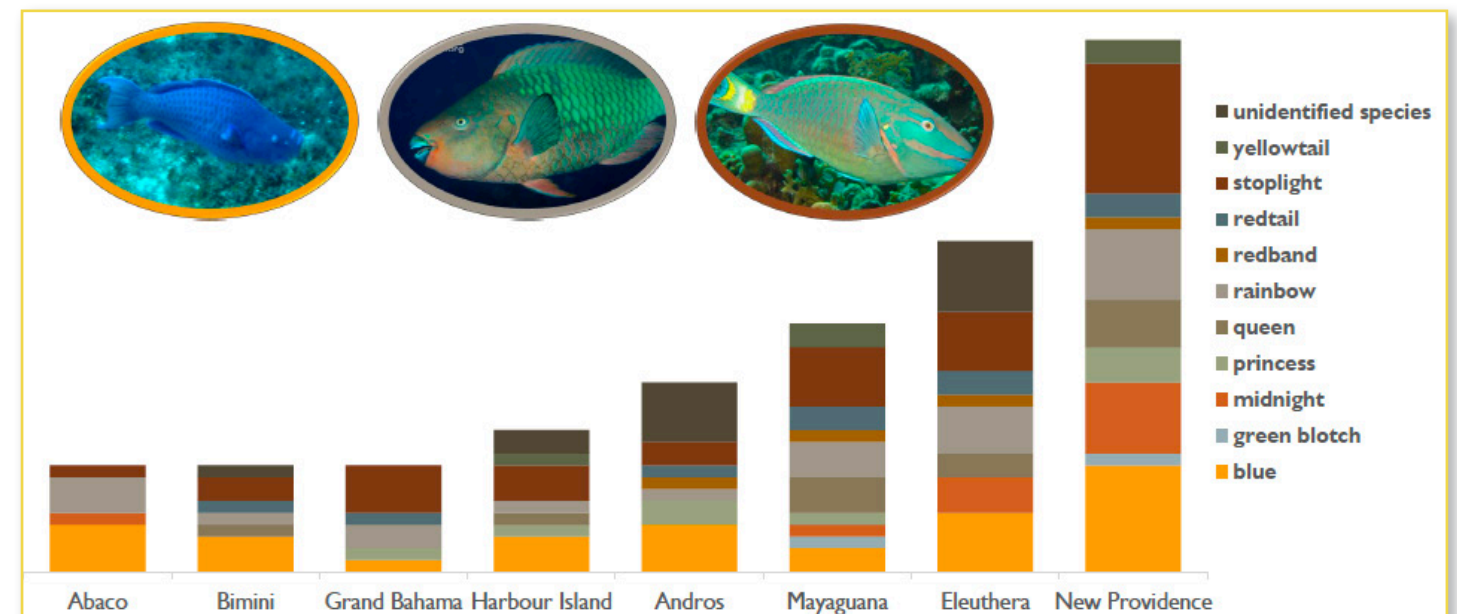 unidentified species
yellowtail
stoplight
redtail
redband
rainbow
queen
princess
midnight
green blotch
blue
Abaco Bimini Grand Bahama Harbour Island Andros Mayaguana Eleuthera New Providence